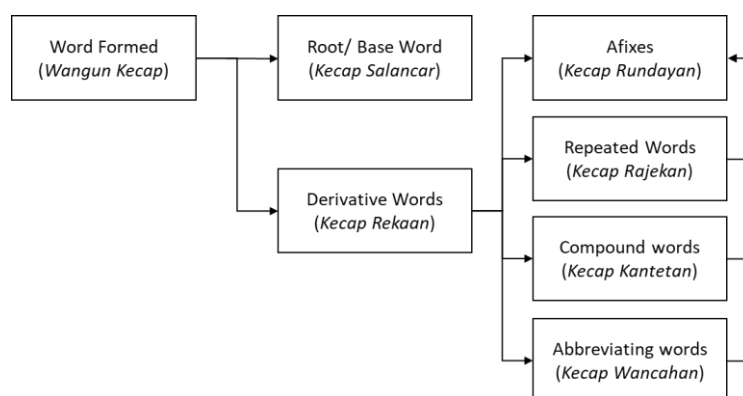 Word Formed
(Wangun Kecap)
Root/ Base Word
(Kecap Salancar)
Derivative Words
(Kecap Rekaan)
Afixes
(Kecap Rundayan)
Repeated Words
(Kecap Rajekan)
Compound words
(Kecap Kantetan)
Abbreviating words
(Kecap Wancahan)